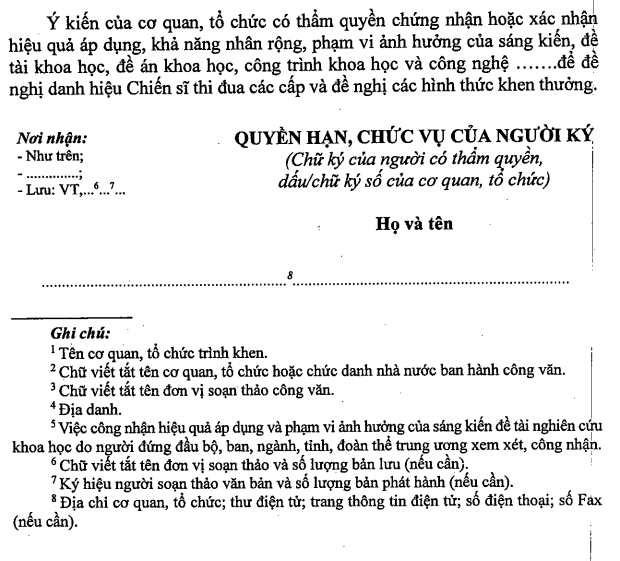 Ý kiến của cơ quan, tổ chức có thẩm quyền chứng nhận hoặc xác nhận
hiệu quả áp dụng, khả năng nhân rộng, phạm vi ảnh hưởng của sáng kiến, đề
tài khoa học, đề án khoa học, công trình khoa học và công nghệ …….để đề
nghị danh hiệu Chiến sĩ thi đua các cấp và đề nghị các hình thức khen thưởng.
Nơi nhận:
- Như trên;
- ..............;
- Lưu: VT,...⁶...⁷...
QUYỀN HẠN, CHỨC VỤ CỦA NGƯỜI KÝ
(Chữ ký của người có thẩm quyền,
dấu/chữ ký số của cơ quan, tổ chức)
Họ và tên
..............................⁸..............................
Ghi chú:
¹ Tên cơ quan, tổ chức trình khen.
² Chữ viết tắt tên cơ quan, tổ chức hoặc chức danh nhà nước ban hành công văn.
³ Chữ viết tắt tên đơn vị soạn thảo công văn.
⁴ Địa danh.
⁵ Việc công nhận hiệu quả áp dụng và phạm vi ảnh hưởng của sáng kiến đề tài nghiên cứu
khoa học do người đứng đầu bộ, ban, ngành, tỉnh, đoàn thể trung ương xem xét, công nhận.
⁶ Chữ viết tắt tên đơn vị soạn thảo và số lượng bản lưu (nếu cần).
⁷ Ký hiệu người soạn thảo văn bản và số lượng bản phát hành (nếu cần).
⁸ Địa chỉ cơ quan, tổ chức; thư điện tử; trang thông tin điện tử; số điện thoại; số Fax
(nếu cần).